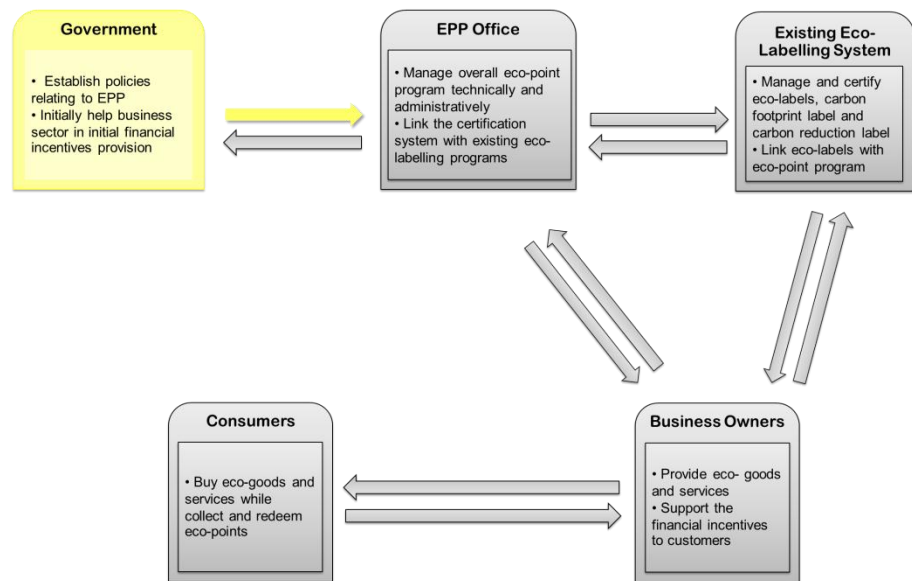 Government
• Establish policies
relating to EPP
• Initially help business
sector in initial financial
incentives provision
EPP Office
• Manage overall eco-point
program technically and
administratively
• Link the certification
system with existing eco-
labelling programs
Existing Eco-
Labelling System
• Manage and certify
eco-labels, carbon
footprint label and
carbon reduction label
• Link eco-labels with
eco-point program
Consumers
• Buy eco-goods and
services while
collect and redeem
eco-points
Business Owners
• Provide eco- goods
and services
• Support the
financial incentives
to customers